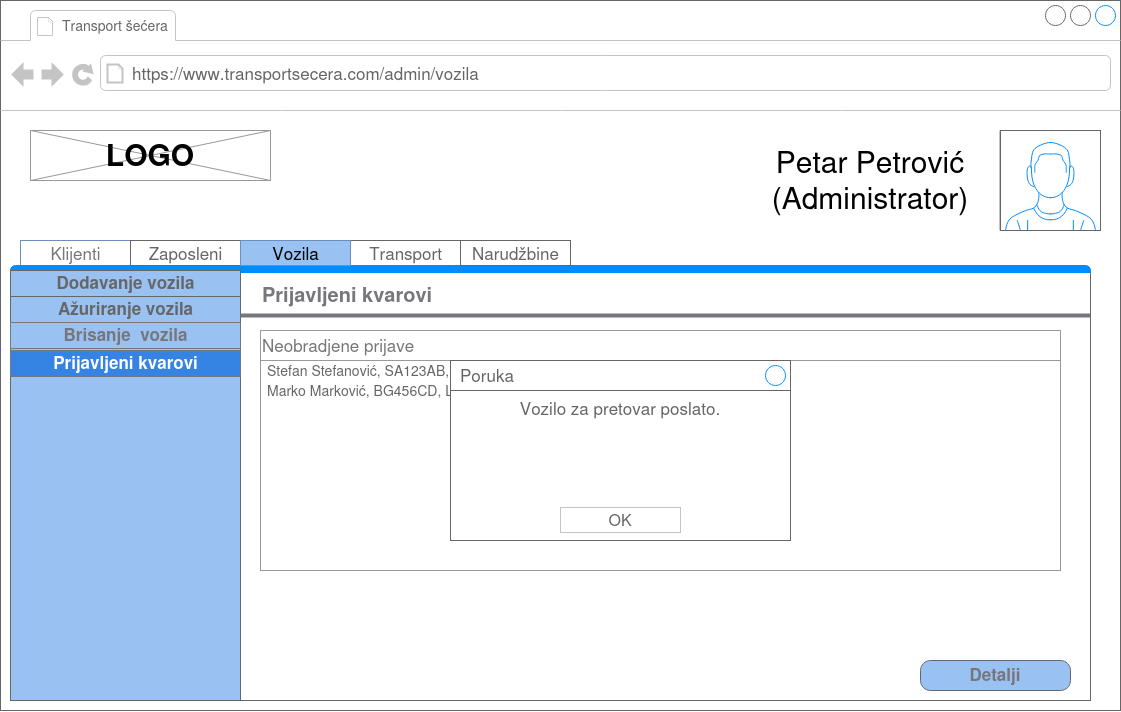 Transport šećera
https://www.transportsecera.com/admin/vozila
LOGO
Petar Petrović
(Administrator)
Klijenti
Zaposleni
Vozila
Transport
Narudžbine
Dodavanje vozila
Ažuriranje vozila
Brisanje vozila
Prijavljeni kvarovi
Prijavljeni kvarovi
Neobradjene prijave
Stefan Stefanović, SA123AB,
Marko Marković, BG456CD,
Poruka
Vozilo za pretovar poslato.
OK
Detalji